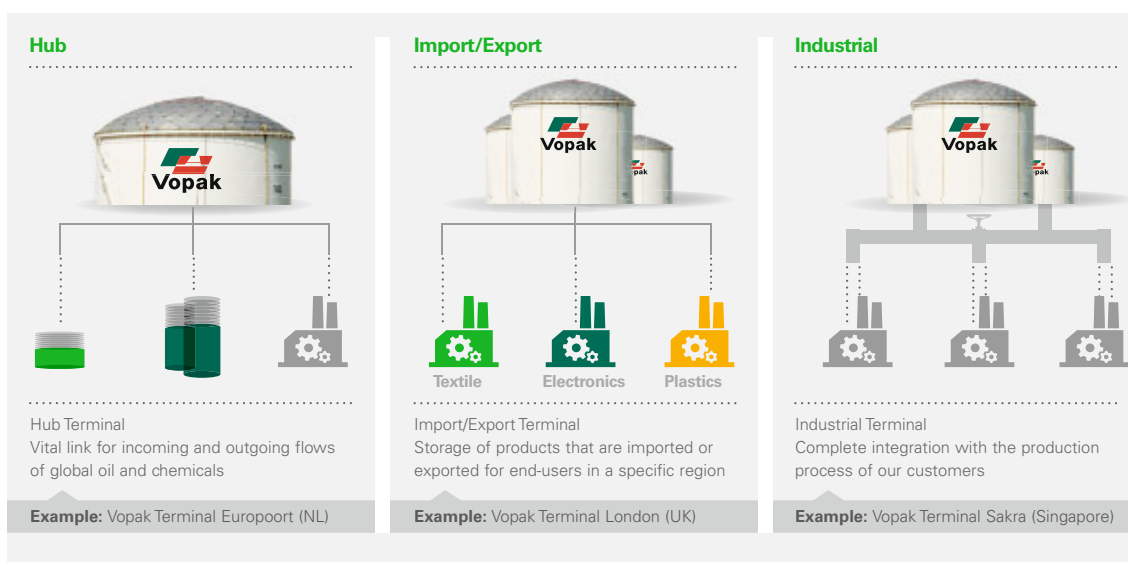 Hub
Vopak
Hub Terminal
Vital link for incoming and outgoing flows
of global oil and chemicals
Example: Vopak Terminal Europoort (NL)
Import/Export
Vopak
opak
Textile
Electronics
Plastics
Import/Export Terminal
Storage of products that are imported or
exported for end-users in a specific region
Example: Vopak Terminal London (UK)
Industrial
Vopak
opak
Industrial Terminal
Complete integration with the production
process of our customers
Example: Vopak Terminal Sakra (Singapore)